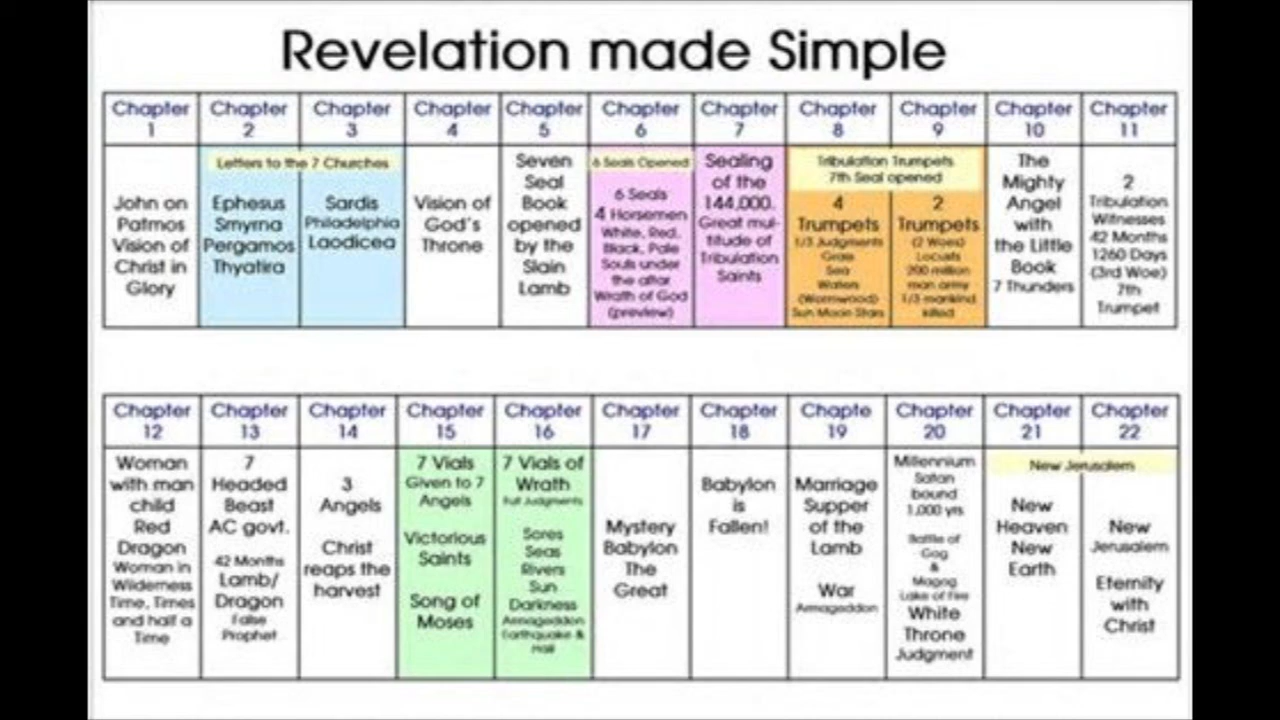 Revelation made Simple
Chapter
1
Chapter
2
Chapter
3
Chapter
4
Chapter
5
Chapter
6
Chapter
7
Chapter
8
Chapter
9
Chapter
10
Chapter
11
John on
Patmos
Vision of
Christ in
Glory
Letters to the 7 Churches
Ephesus
Smyrna
Pergamos
Thyatira
Sardis
Philadelphia
Laodicea
Vision of
God's
Throne
Seven
Seal
Book
opened
by the
Slain
Lamb
6 Seals Opened
6 Seals
4 Horsemen
White, Red,
Black, Pale
Souls under
the altar
Wrath of God
(preview)
Sealing
of the
144,000.
Great mul-
titude of
Tribulation
Saints
Tribulation Trumpets
7th Seal opened
4
Trumpets
1/3 Judgments
Grass
Sea
Waters
(Wormwood)
Sun Moon Stars
2
Trumpets
(2 Woes)
Locusts
200 million
man army
1/3 mankind
killed
The
Mighty
Angel
with
the Little
Book
7 Thunders
2
Tribulation
Witnesses
42 Months
1260 Days
(3rd Woe)
7th
Trumpet
Chapter
12
Chapter
13
Chapter
14
Chapter
15
Chapter
16
Chapter
17
Chapter
18
Chapte
19
Chapter
20
Chapter
21
Chapter
22
Woman
with man
child
Red
Dragon
Woman in
Wilderness
Time, Times
and half a
Time
7
Headed
Beast
AC govt.
42 Months
Lamb/
Dragon
False
Prophet
3
Angels
Christ
reaps the
harvest
7 Vials
Given to 7
Angels
Victorious
Saints
Song of
Moses
7 Vials of
Wrath
Full Judgments
Sores
Seas
Rivers
Sun
Darkness
Armageddon
Earthquake &
Hail
Mystery
Babylon
The
Great
Babylon
is
Fallen!
Marriage
Supper
of the
Lamb
War
Armageddon
Millennium
Satan
bound
1,000 yrs
Battle of
Gog
&
Magog
Lake of Fire
White
Throne
Judgment
New Jerusalem
New
Heaven
New
Earth
New
Jerusalem
Eternity
with
Christ